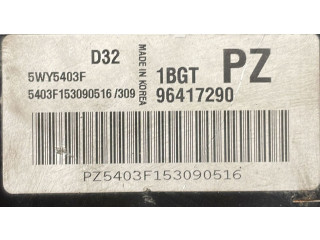 D32
MADE IN KOREA
1BGT PZ
5WY5403F
5403F153090516 /309
96417290
PZ5403F153090516